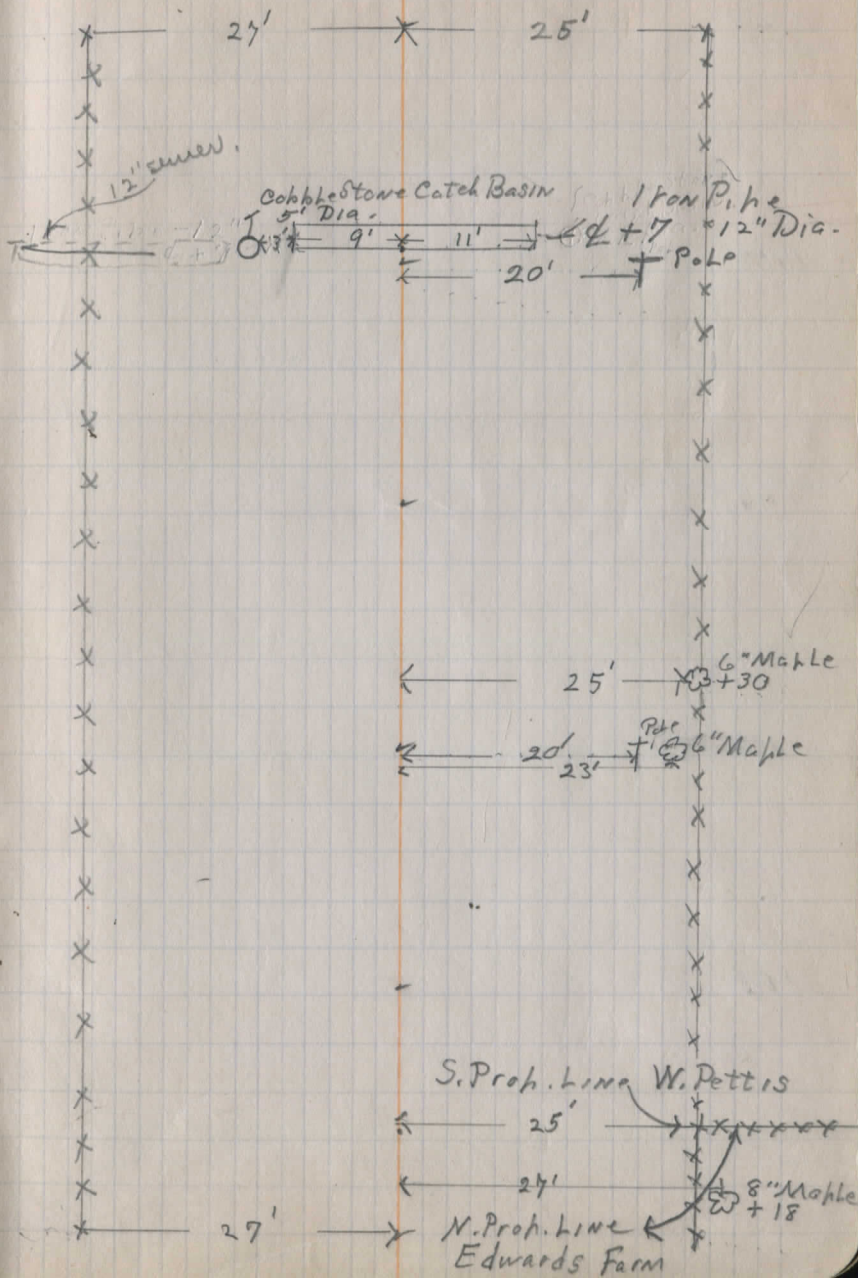 27' 25'
12" sewer.
CobbleStone Catch Basin Iron Pipe
5' Dia. 12" Dia.
3' 9' 11' ℄ +7
20' Pole
6" Maple
25' +30
Pole
20' 6" Maple
23'
S. Prop. Line W. Pettis
25'
27' 8" Maple
+18
27' N. Prop. Line
Edwards Farm